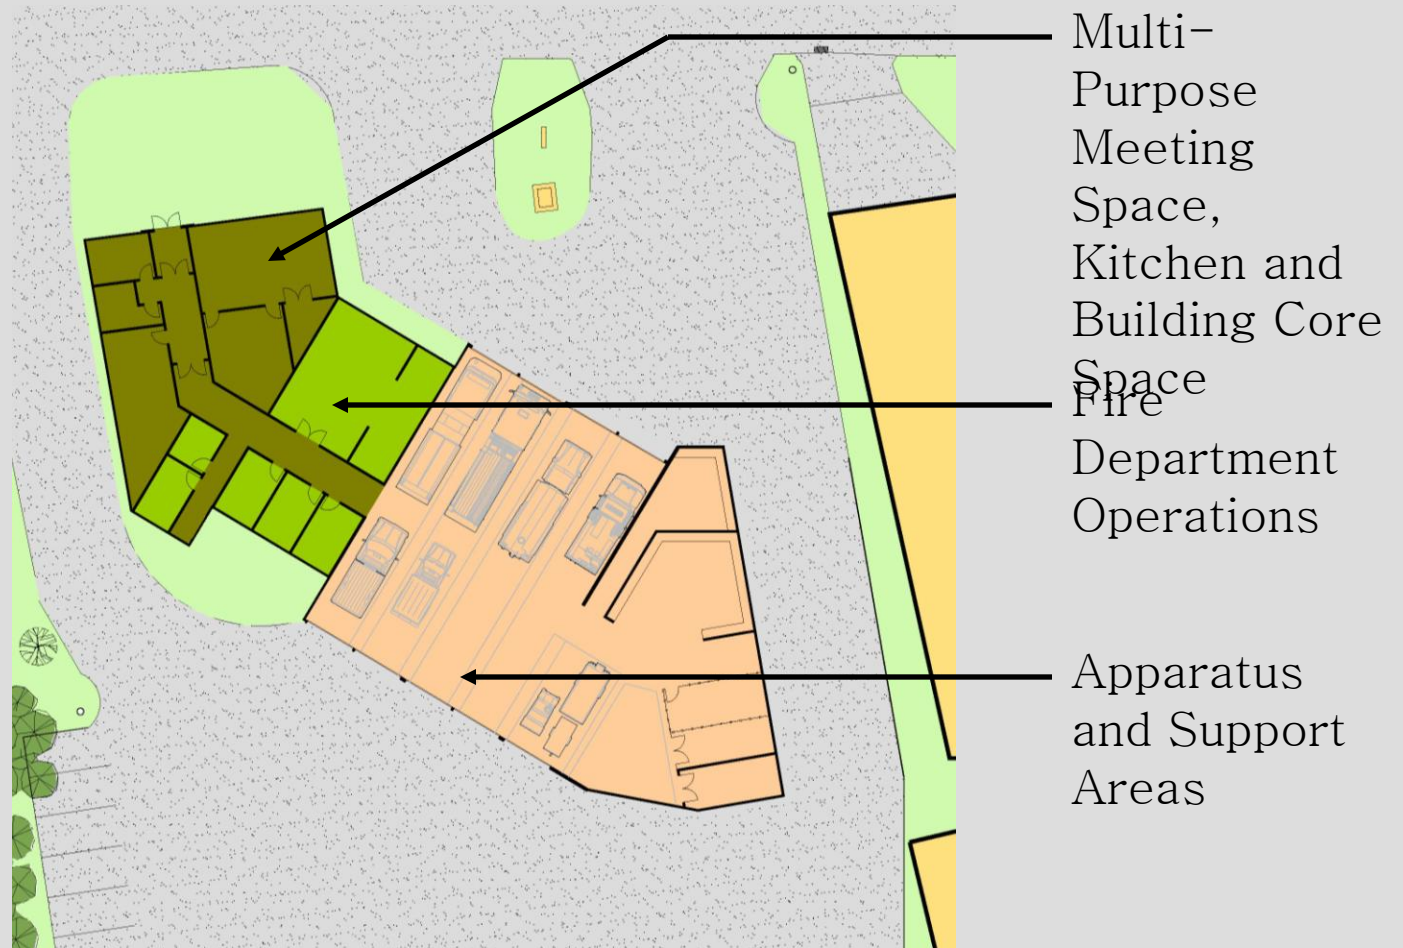 Multi-
Purpose
Meeting
Space,
Kitchen and
Building Core
Space
Fire
Department
Operations
Apparatus
and Support
Areas